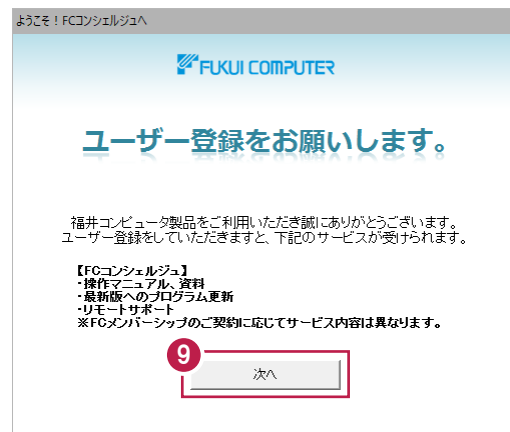 ようこそ！FCコンシェルジュへ
FUKUI COMPUTER
ユーザー登録をお願いします。
福井コンピュータ製品をご利用いただき誠にありがとうございます。
ユーザー登録をしていただきますと、下記のサービスが受けられます。
【FCコンシェルジュ】
・操作マニュアル、資料
・最新版へのプログラム更新
・リモートサポート
※FCメンバーシップのご契約に応じてサービス内容は異なります。
9
次へ